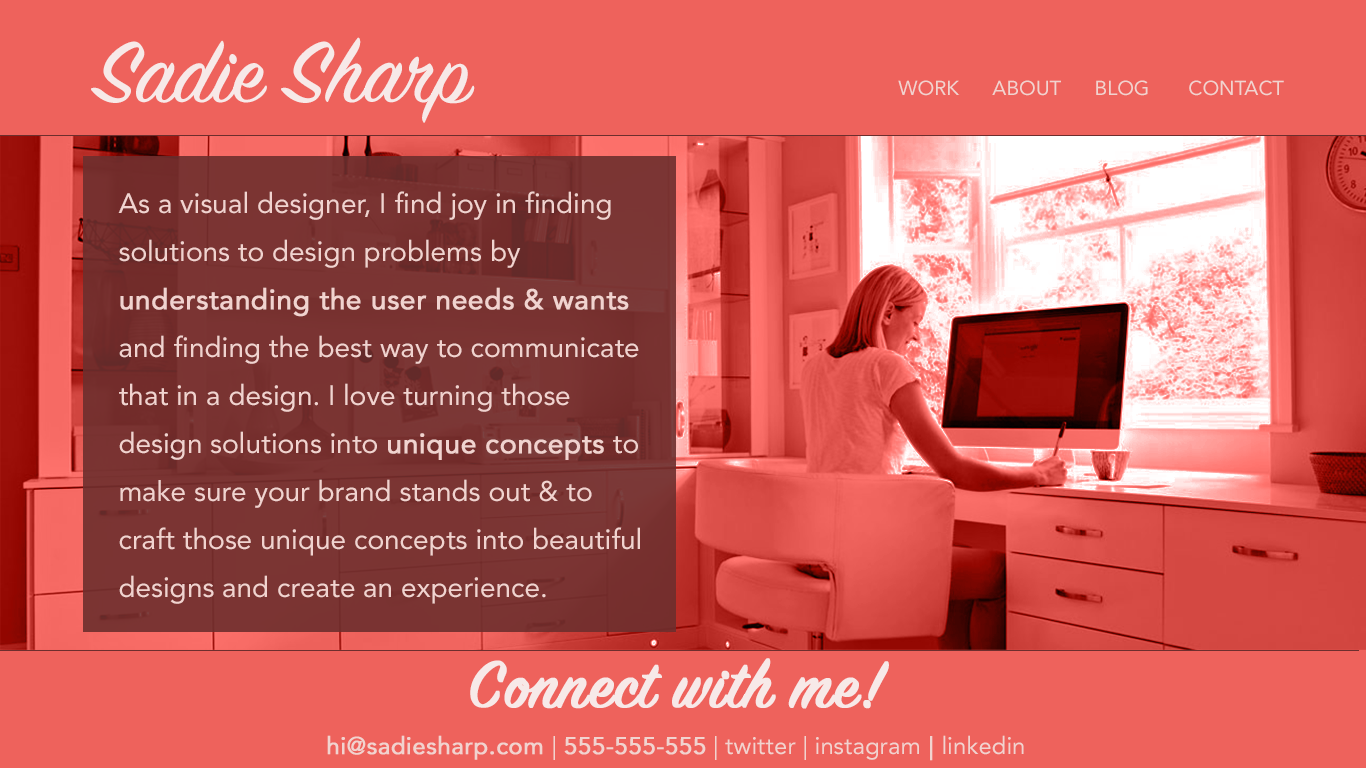 Sadie Sharp
WORK ABOUT BLOG CONTACT
As a visual designer, I find joy in finding
solutions to design problems by
understanding the user needs & wants
and finding the best way to communicate
that in a design. I love turning those
design solutions into unique concepts to
make sure your brand stands out & to
craft those unique concepts into beautiful
designs and create an experience.
Connect with me!
hi@sadiesharp.com | 555-555-555 | twitter | instagram | linkedin